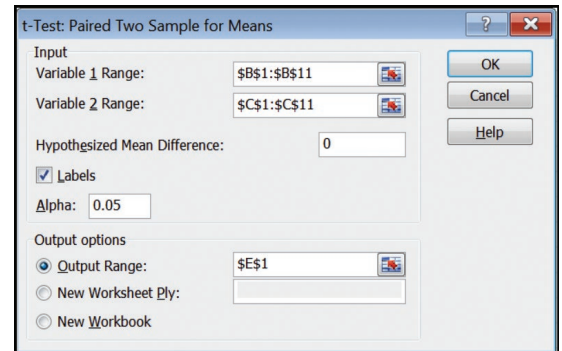 t-Test: Paired Two Sample for Means
Input
Variable 1 Range: $B$1:$B$11
Variable 2 Range: $C$1:$C$11
Hypothesized Mean Difference: 0
Labels
Alpha: 0.05
Output options
Output Range: $E$1
New Worksheet Ply:
New Workbook
?
OK
Cancel
Help